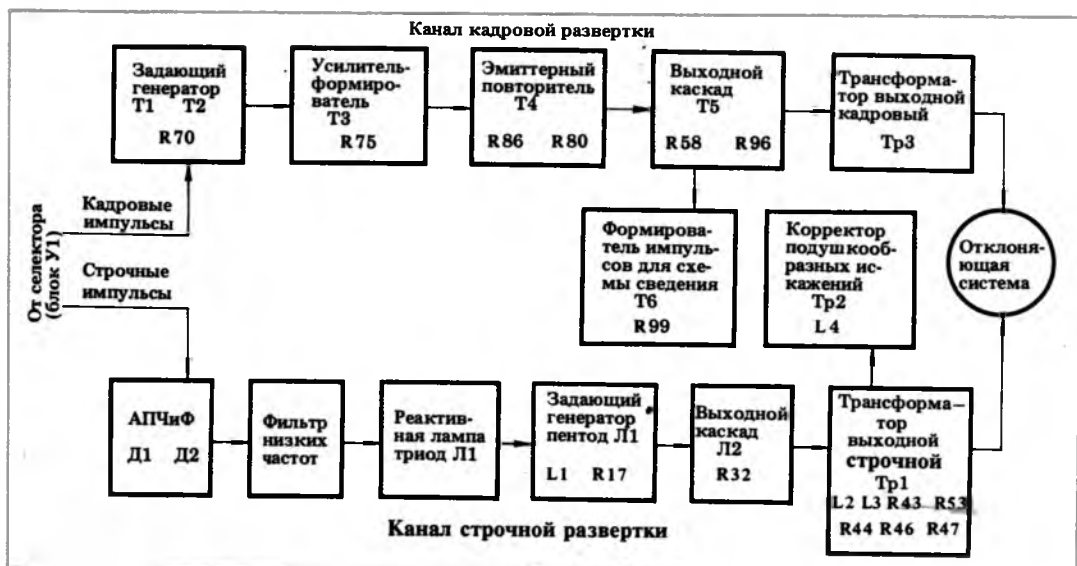 Канал кадровой развертки
Задающий
генератор
Т1 Т2
R70
Усилитель-
формиро-
ватель
Т3
R75
Эмиттерный
повторитель
Т4
R86 R80
Выходной
каскад
Т5
R58 R96
Трансформа-
тор выходной
кадровый
Тр3
От селектора
(блок У1)
Кадровые
импульсы
Строчные
импульсы
Формирова-
тель импуль-
сов для схе-
мы сведения
Т6
R99
Корректор
подушкооб-
разных ис-
кажений
Тр2
L4
Отклоня-
ющая
система
АПЧиФ
Д1 Д2
Фильтр
низких
частот
Реактив-
ная лампа
триод Л1
Задающий
генератор
пентод Л1
L1 R17
Выходной
каскад
Л2
R32
Трансформа—
тор
выходной
строчной
Тр1
L2 L3 R43 R53
R44 R46 R47
Канал строчной развертки